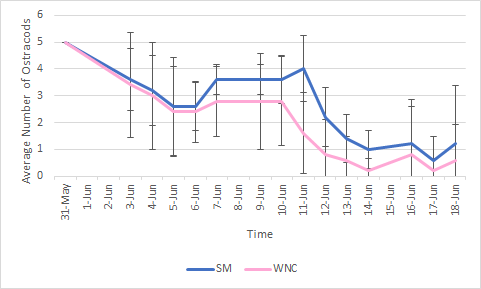 6
5
4
3
2
1
0
Average Number of Ostracods
31-May
1-Jun
2-Jun
3-Jun
4-Jun
5-Jun
6-Jun
7-Jun
8-Jun
9-Jun
10-Jun
11-Jun
12-Jun
13-Jun
14-Jun
15-Jun
16-Jun
17-Jun
18-Jun
Time
SM WNC